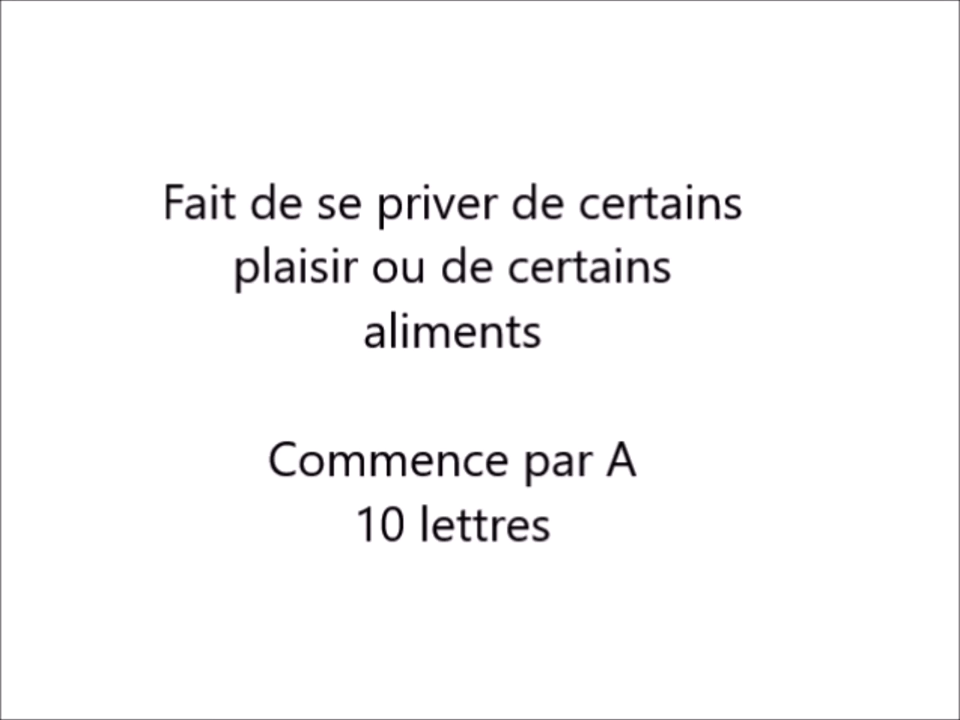 Fait de se priver de certains
plaisir ou de certains
aliments
Commence par A
10 lettres